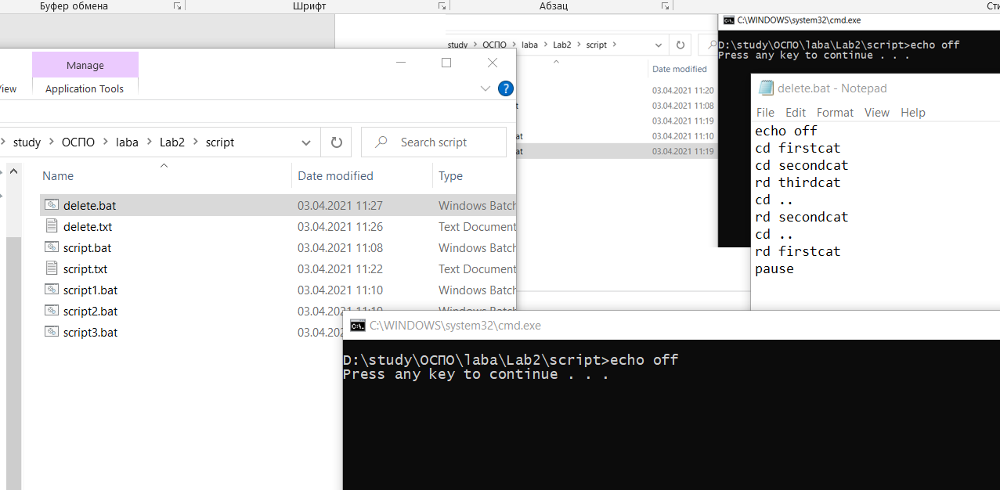 Буфер обмена
Шрифт
Абзац
study > ОСПО > laba > Lab2 > script >
Date modified
03.04.2021 11:20
03.04.2021 11:08
03.04.2021 11:19
03.04.2021 11:10
03.04.2021 11:19
C:\WINDOWS\system32\cmd.exe
D:\study\ОСПО\laba\Lab2\script>echo off
Press any key to continue . . .
Manage
Application Tools
> study > ОСПО > laba > Lab2 > script
Search script
Name Date modified Type
delete.bat 03.04.2021 11:27 Windows Batch
delete.txt 03.04.2021 11:26 Text Document
script.bat 03.04.2021 11:08 Windows Batch
script.txt 03.04.2021 11:22 Text Document
script1.bat 03.04.2021 11:10 Windows Batch
script2.bat 03.04.2021 11:19 Windows Batch
script3.bat 03.04.202
delete.bat - Notepad
File Edit Format View Help
echo off
cd firstcat
cd secondcat
rd thirdcat
cd ..
rd secondcat
cd ..
rd firstcat
pause
C:\WINDOWS\system32\cmd.exe
D:\study\ОСПО\laba\Lab2\script>echo off
Press any key to continue . . .